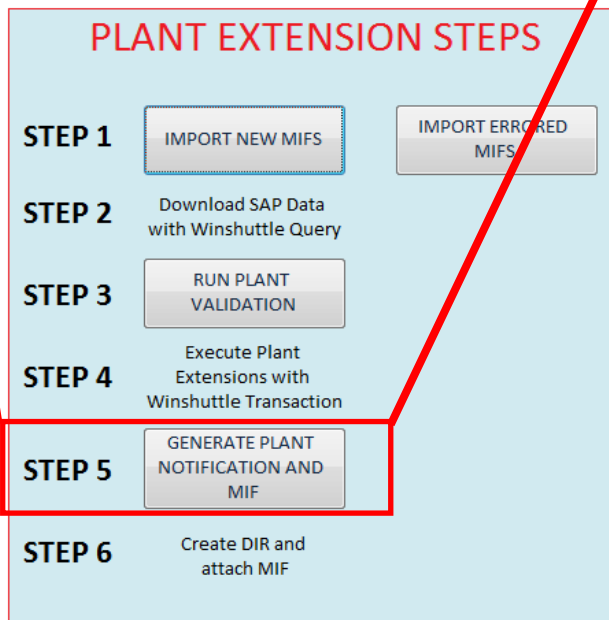 PLANT EXTENSION STEPS
STEP 1
IMPORT NEW MIFS
IMPORT ERRORED
MIFS
STEP 2
Download SAP Data
with Winshuttle Query
STEP 3
RUN PLANT
VALIDATION
STEP 4
Execute Plant
Extensions with
Winshuttle Transaction
STEP 5
GENERATE PLANT
NOTIFICATION AND
MIF
STEP 6
Create DIR and
attach MIF